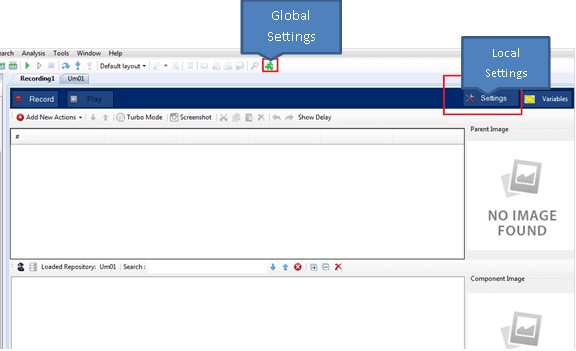 Global
Settings
Local
Settings
Analysis Tools Window Help
Default layout
Recording1 Um01
Record Play Settings Variables
Add New Actions Turbo Mode Screenshot Show Delay
Parent Image
#
NO IMAGE
FOUND
Loaded Repository: Um01 Search :
Component Image